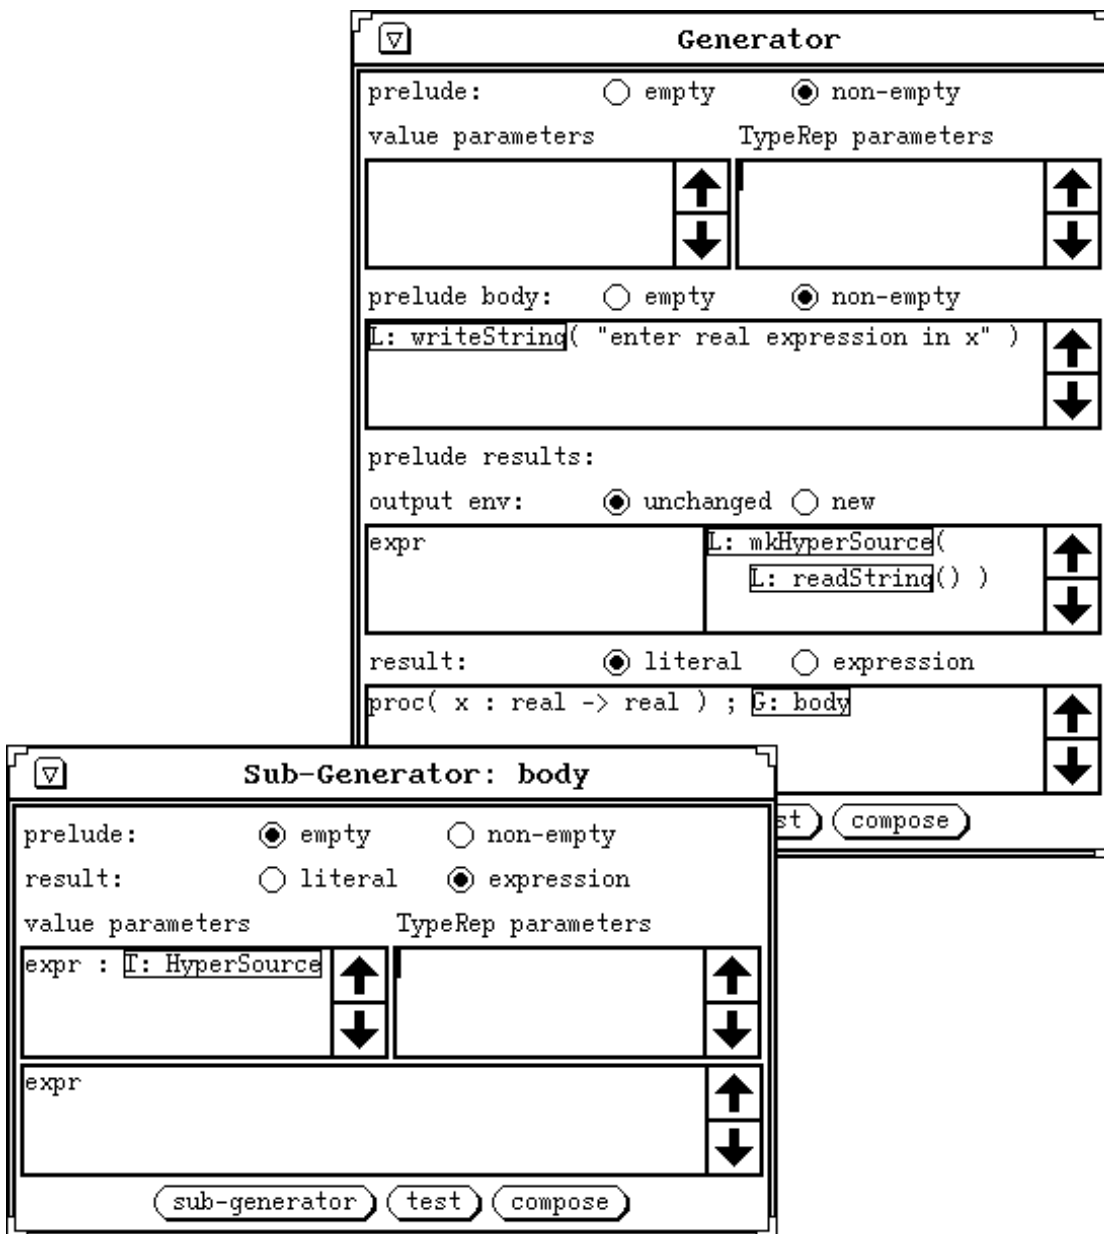 Generator
prelude: empty non-empty
value parameters TypeRep parameters
prelude body: empty non-empty
L: writeString( "enter real expression in x" )
prelude results:
output env: unchanged new
expr L: mkHyperSource(
L: readString() )
result: literal expression
proc( x : real -> real ) ; G: body
st compose
Sub-Generator: body
prelude: empty non-empty
result: literal expression
value parameters TypeRep parameters
expr : T: HyperSource
expr
sub-generator test compose